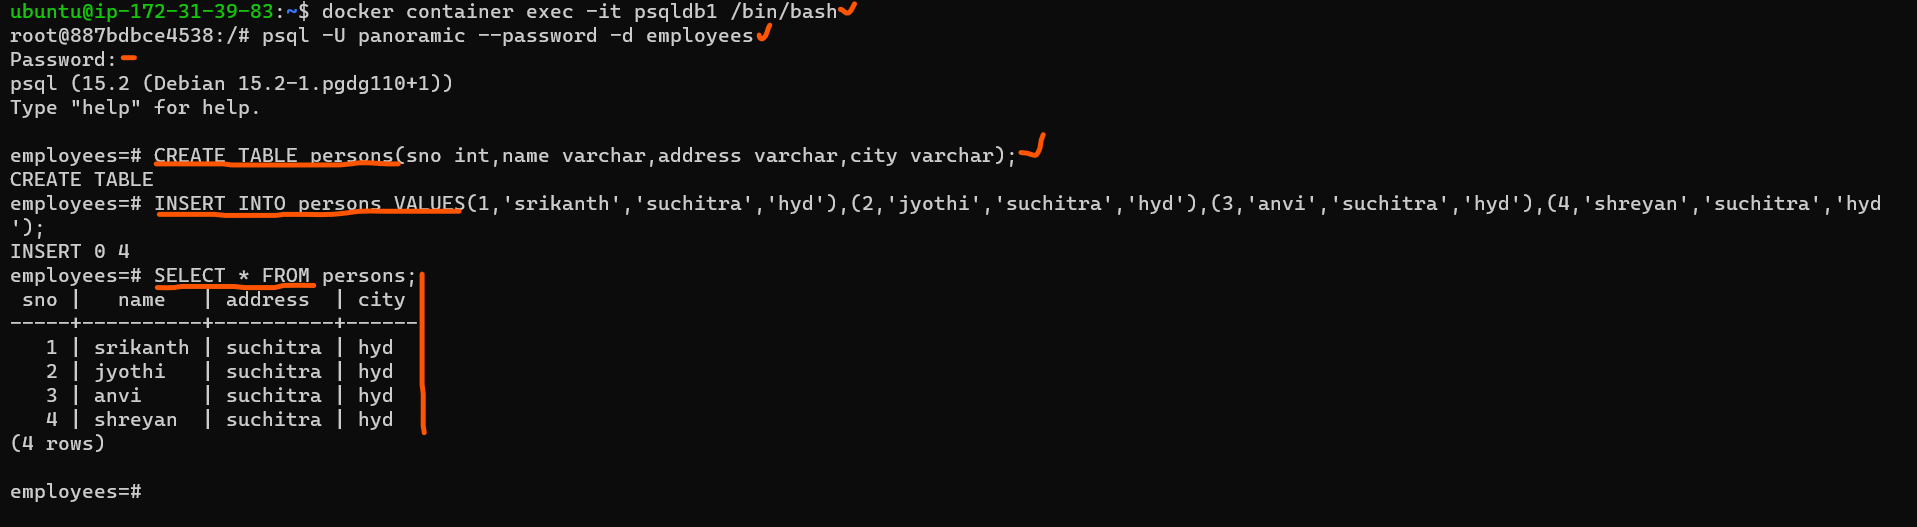 ubuntu@ip-172-31-39-83:~$ docker container exec -it psqldb1 /bin/bash
root@887bdbce4538:/# psql -U panoramic --password -d employees
Password:
psql (15.2 (Debian 15.2-1.pgdg110+1))
Type "help" for help.
employees=# CREATE TABLE persons(sno int,name varchar,address varchar,city varchar);
CREATE TABLE
employees=# INSERT INTO persons VALUES(1,'srikanth','suchitra','hyd'),(2,'jyothi','suchitra','hyd'),(3,'anvi','suchitra','hyd'),(4,'shreyan','suchitra','hyd
');
INSERT 0 4
employees=# SELECT * FROM persons;
 sno |   name   | address  | city
-----+----------+----------+------
   1 | srikanth | suchitra | hyd
   2 | jyothi   | suchitra | hyd
   3 | anvi     | suchitra | hyd
   4 | shreyan  | suchitra | hyd
(4 rows)
employees=#